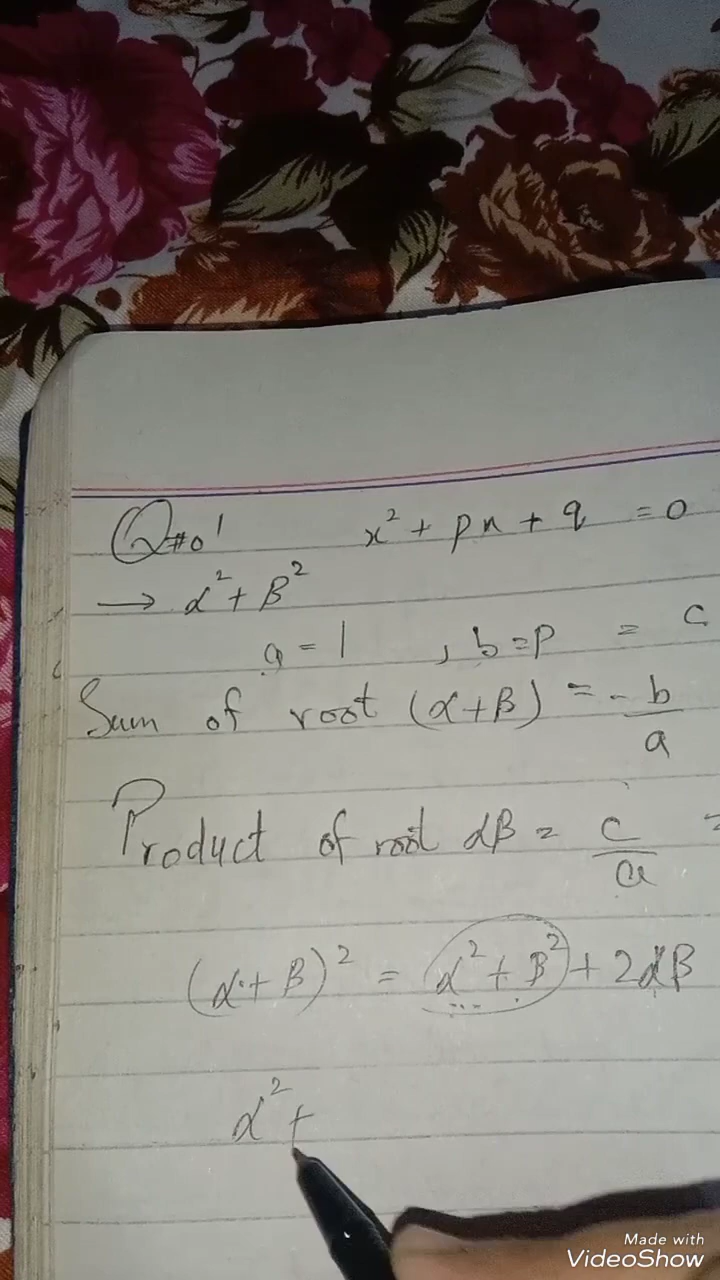 Q#01 x² + px + q = 0
→ α² + β²
a = 1 , b = p = c
Sum of root (α+β) = - b/a
Product of root αβ = c/a =
(α + β)² = α² + β² + 2αβ
α² +
Made with
VideoShow